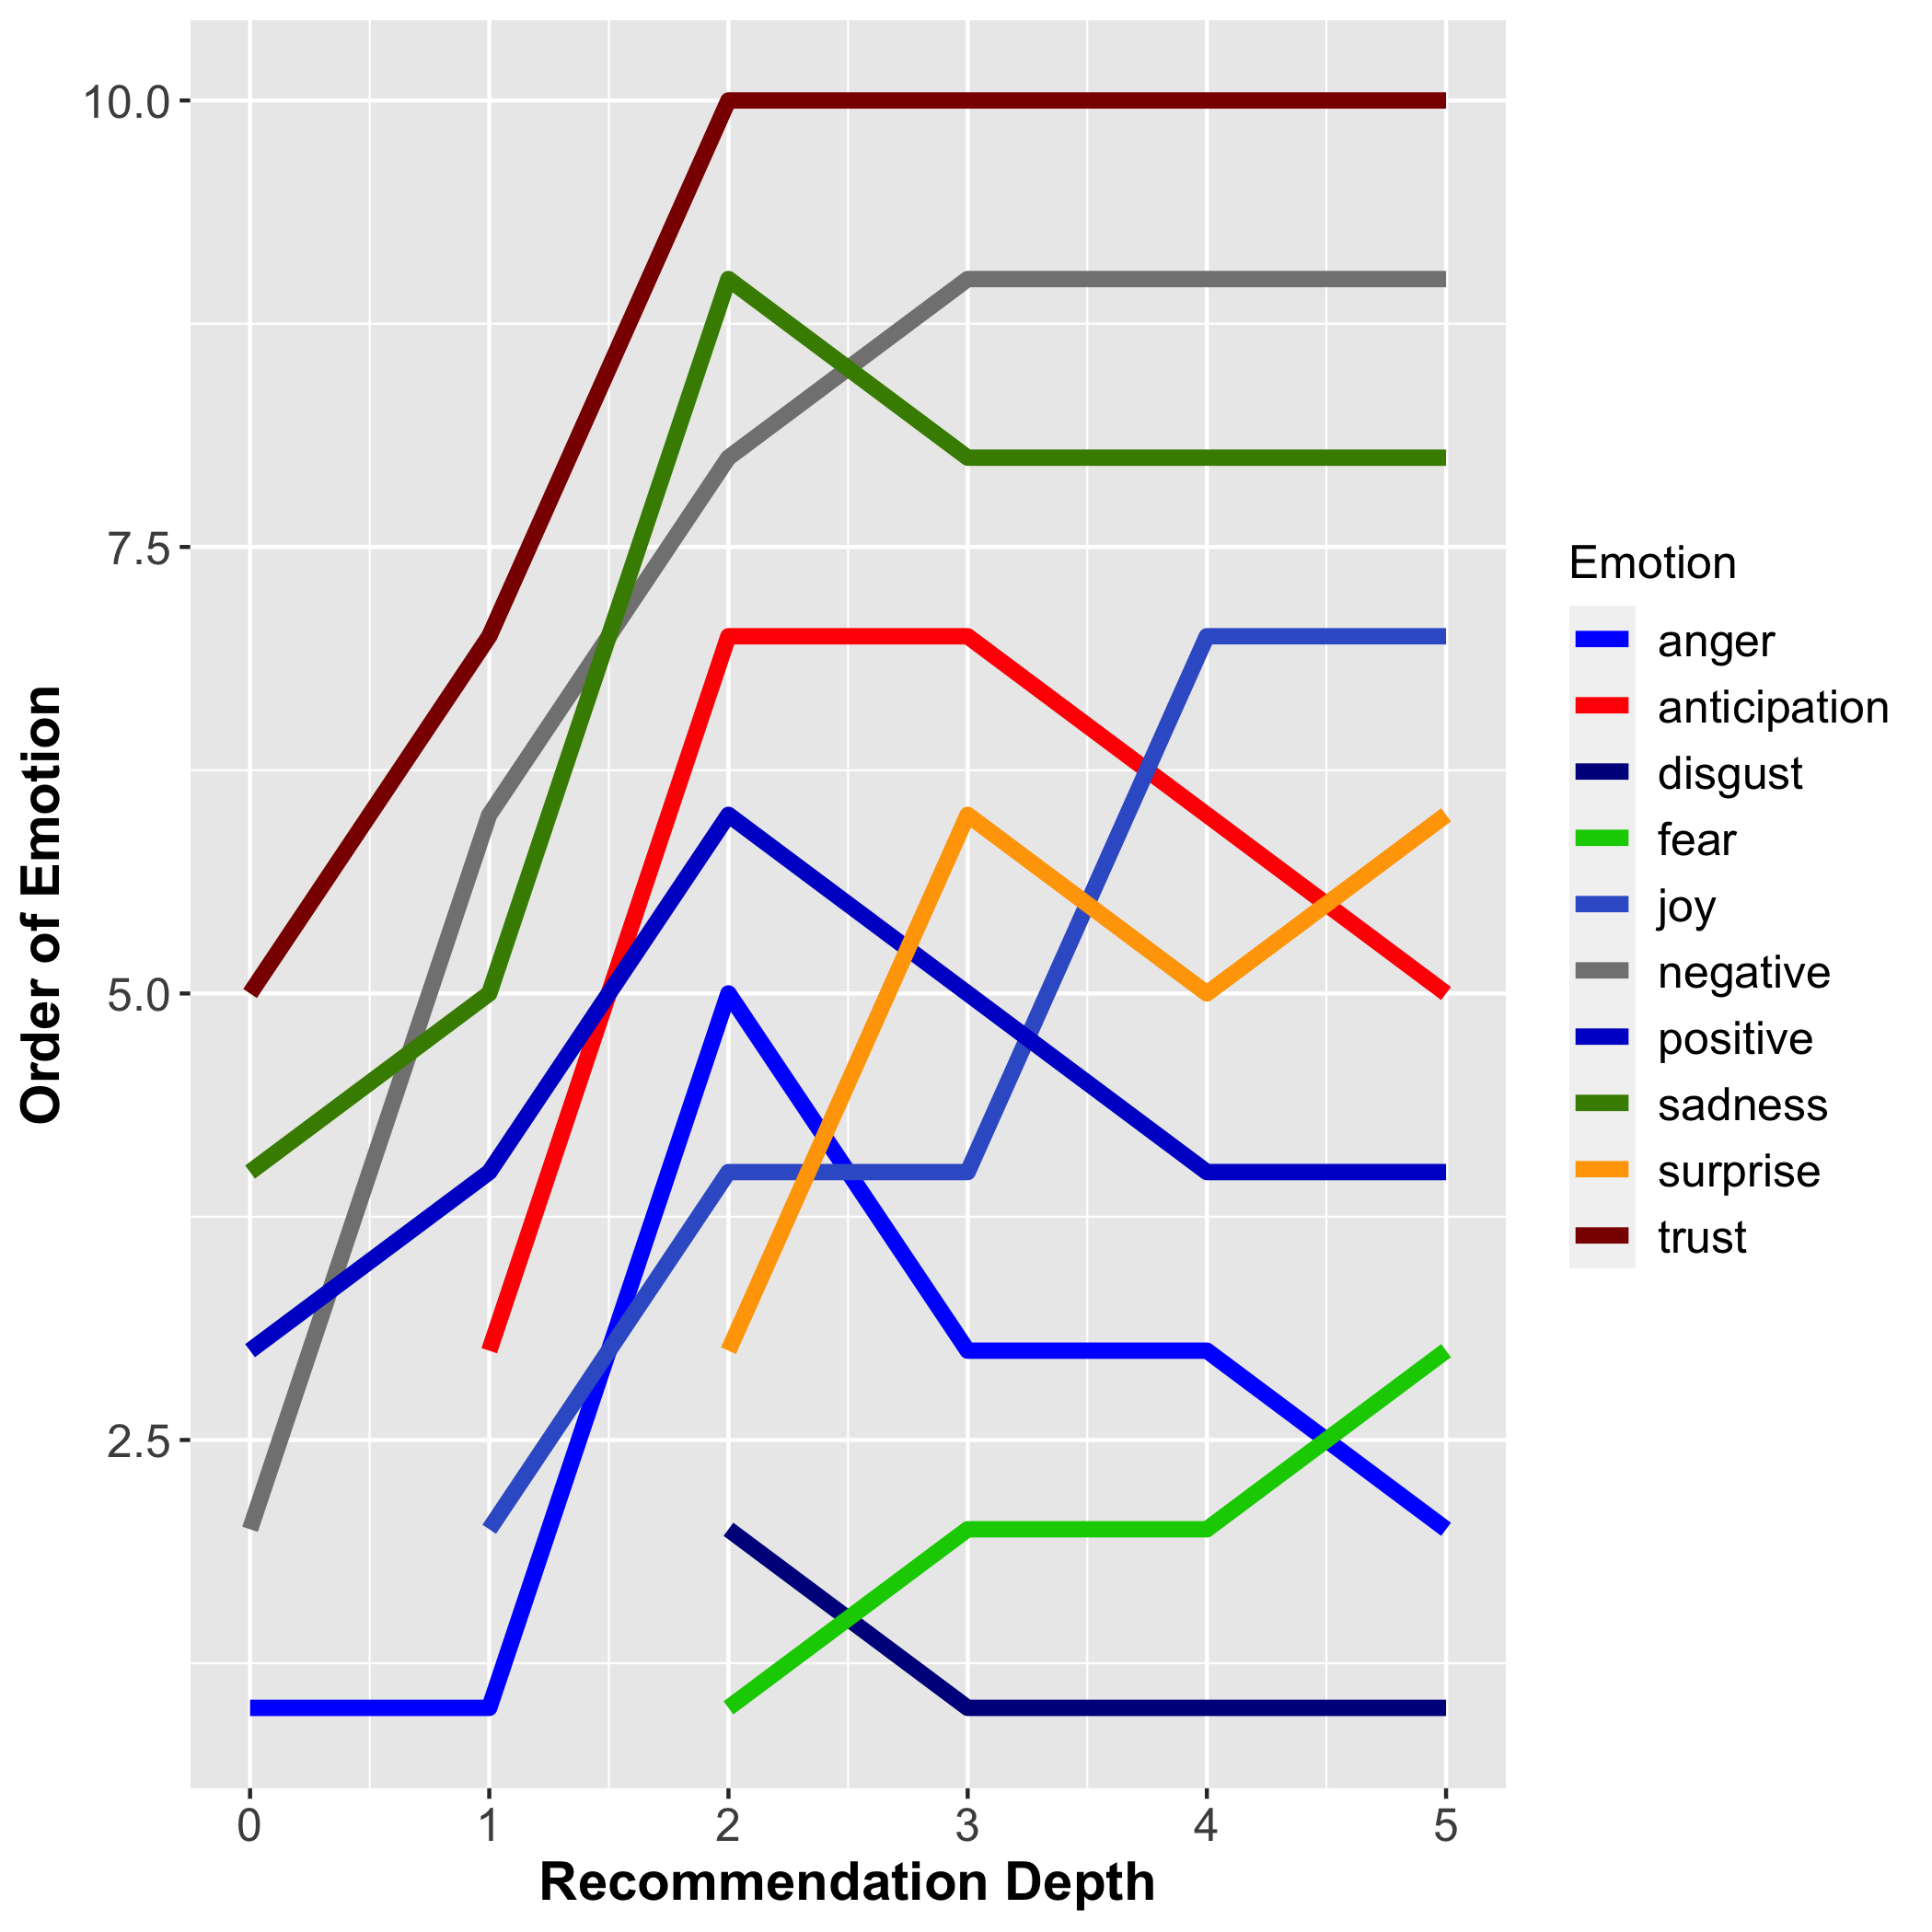 10.0
7.5
5.0
2.5
0 1 2 3 4 5
Recommendation Depth
Order of Emotion
Emotion
anger
anticipation
disgust
fear
joy
negative
positive
sadness
surprise
trust